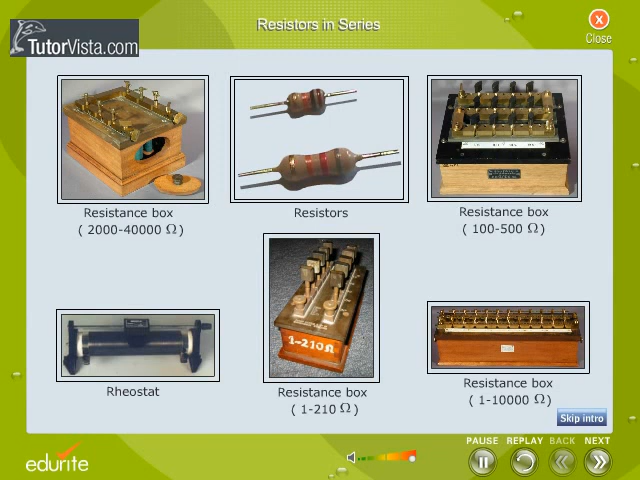 Resistors in Series
TutorVista.com
Close
Resistance box
( 2000-40000 Ω )
Resistors
Resistance box
( 100-500 Ω )
1-210Ω
Rheostat
Resistance box
( 1-210 Ω )
Resistance box
( 1-10000 Ω )
Skip intro
PAUSE REPLAY BACK NEXT
edurite